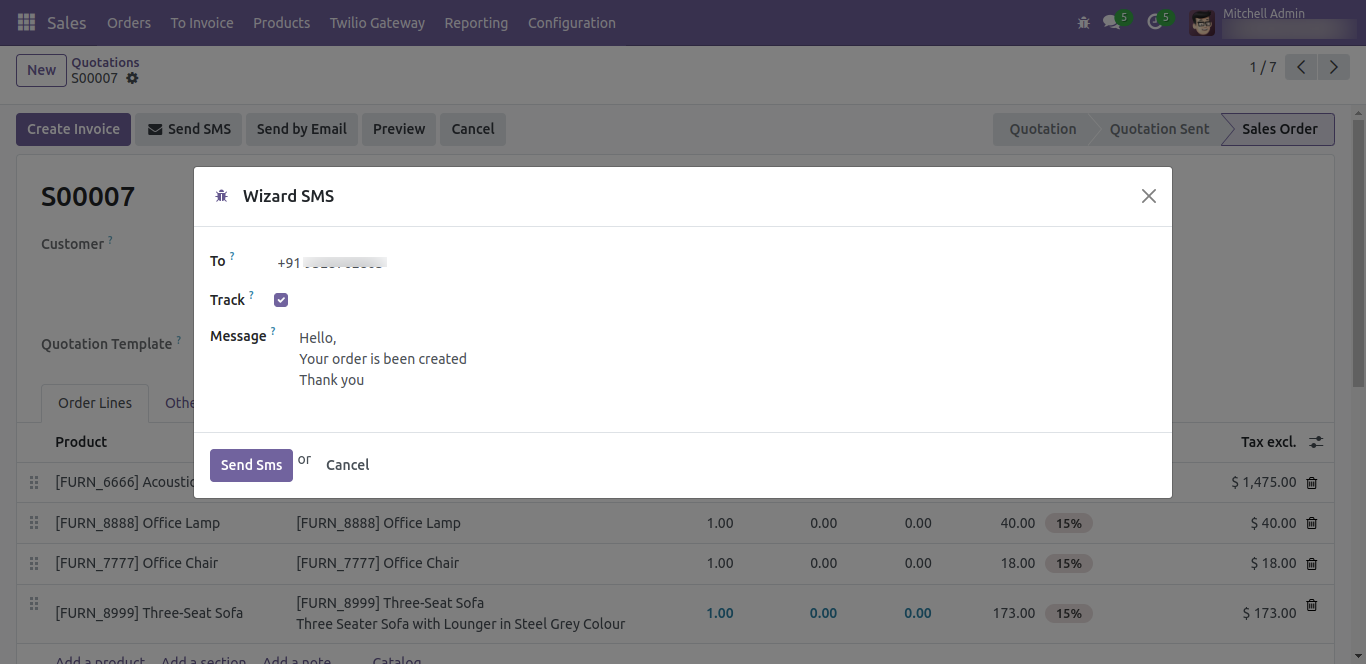 Sales Orders To Invoice Products Twilio Gateway Reporting Configuration 5 5 Mitchell Admin
New Quotations
S00007 1 / 7
Create Invoice Send SMS Send by Email Preview Cancel Quotation Quotation Sent Sales Order
S00007
Wizard SMS
Customer ?
To ? +91
Track ?
Message ? Hello,
Your order is been created
Thank you
Quotation Template ?
Order Lines
Product Tax excl.
Send Sms or Cancel
[FURN_6666] $ 1,475.00
[FURN_8888] Office Lamp [FURN_8888] Office Lamp 1.00 0.00 0.00 40.00 15% $ 40.00
[FURN_7777] Office Chair [FURN_7777] Office Chair 1.00 0.00 0.00 18.00 15% $ 18.00
[FURN_8999] Three-Seat Sofa [FURN_8999] Three-Seat Sofa 1.00 0.00 0.00 173.00 15% $ 173.00
Three Seater Sofa with Lounger in Steel Grey Colour
Add a product Add a section Add a note Catalog